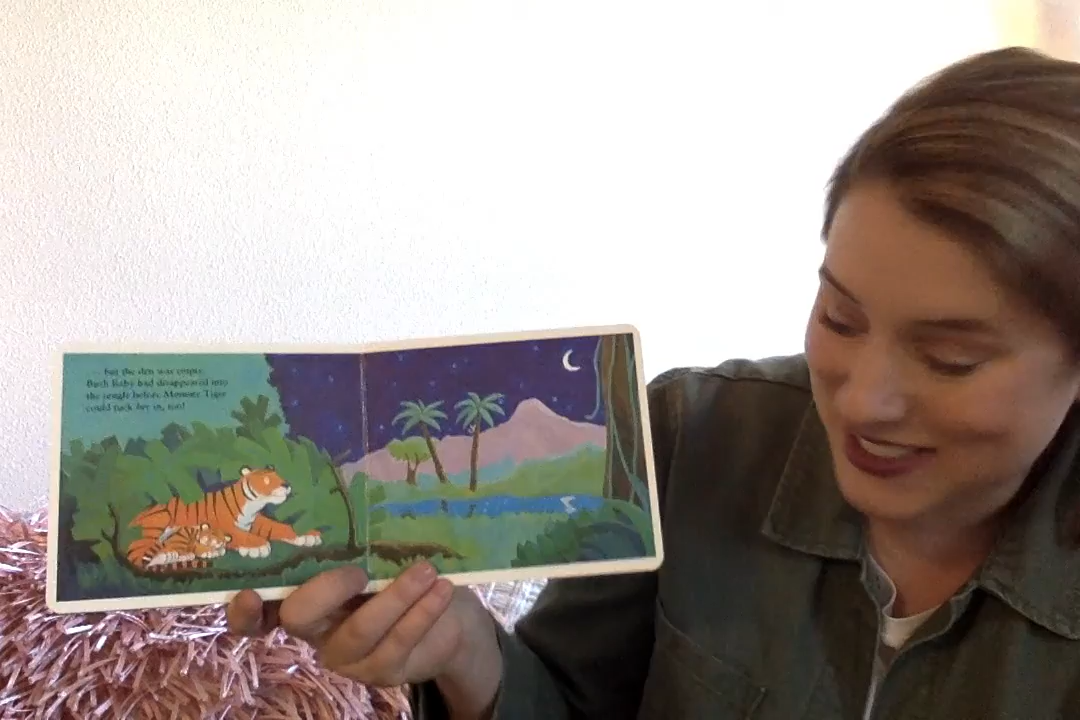 ... but the den was empty.
Bush Baby had disappeared into
the jungle before Mommy Tiger
could tuck her in, too!